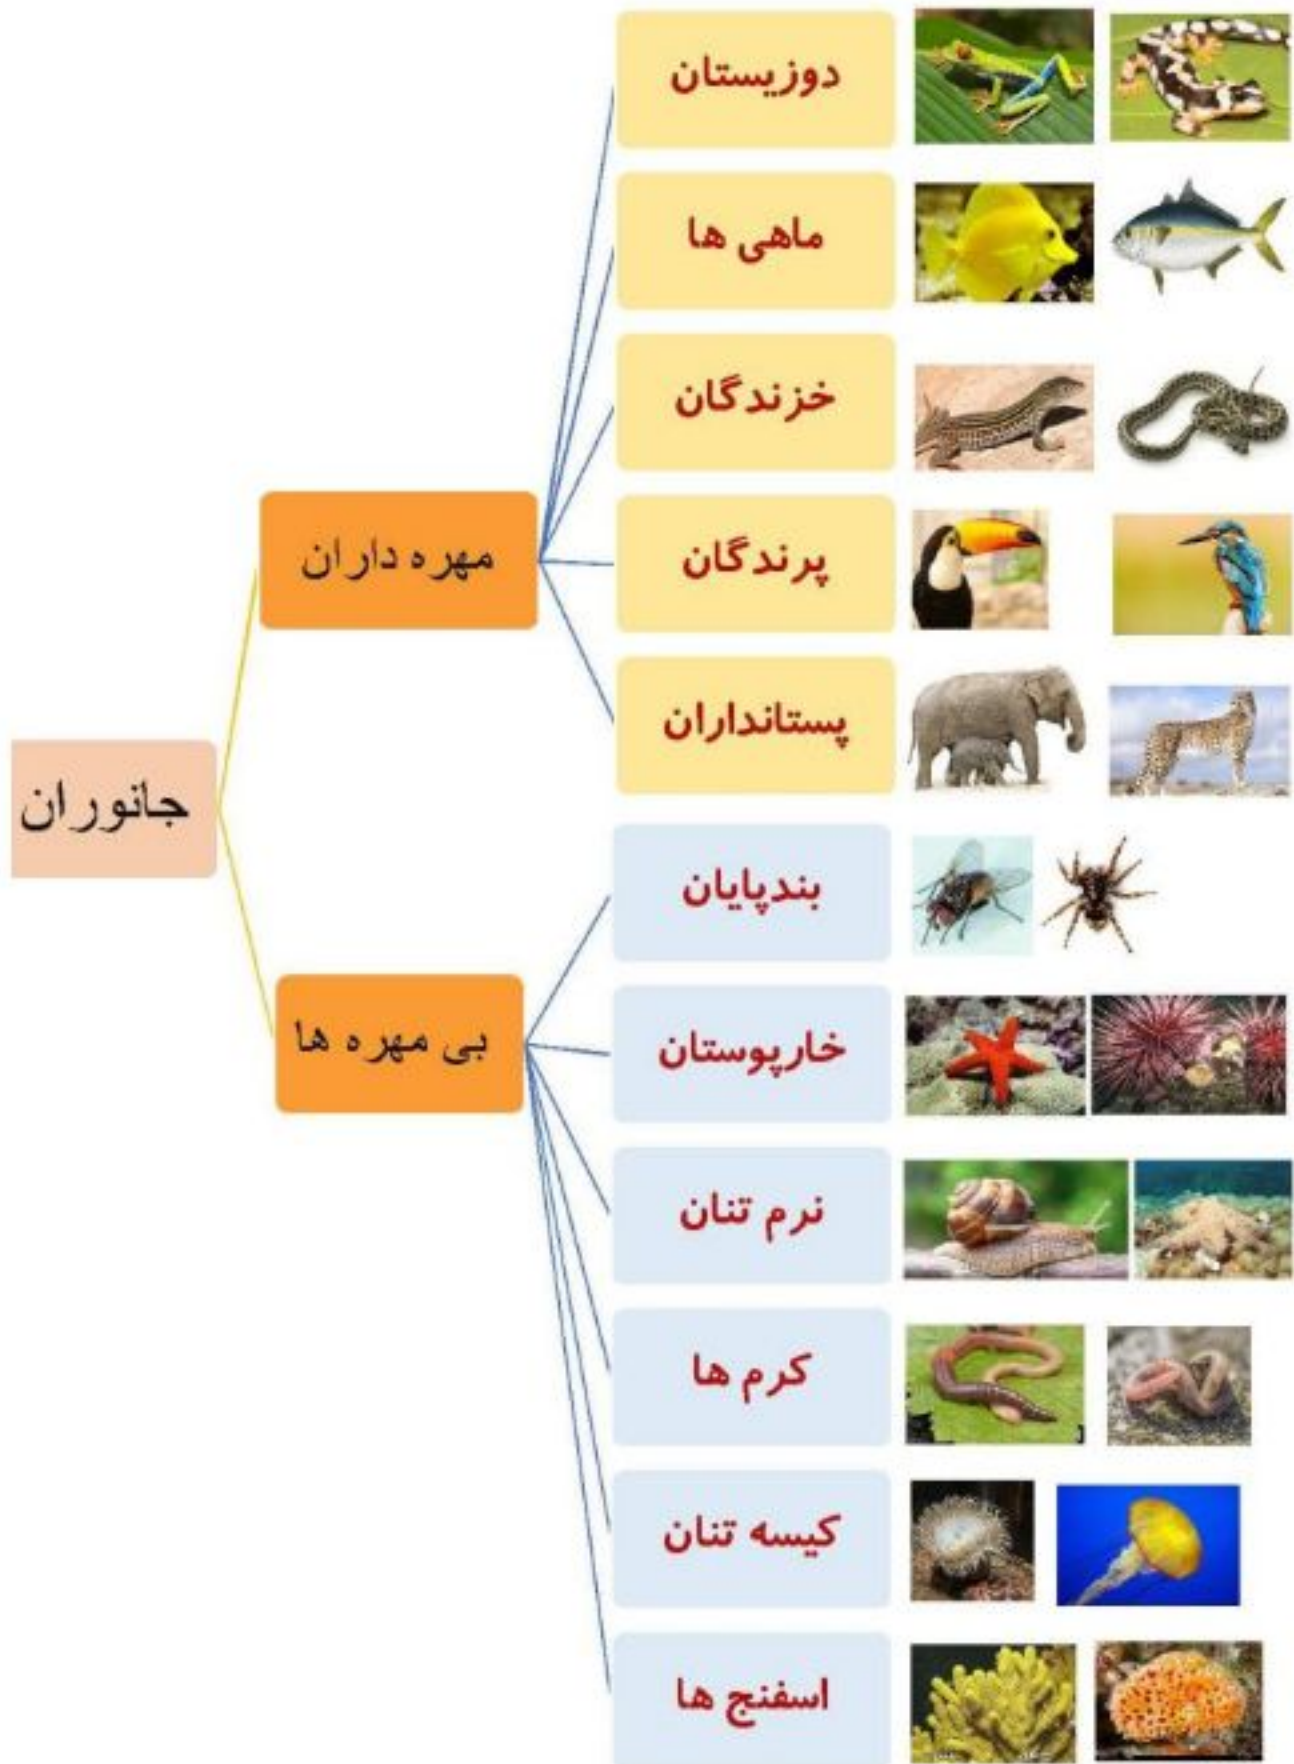 جانوران
مهره داران
دوزیستان
ماهی ها
خزندگان
پرندگان
پستانداران
بی مهره ها
بندپایان
خارپوستان
نرم تنان
کرم ها
کیسه تنان
اسفنج ها